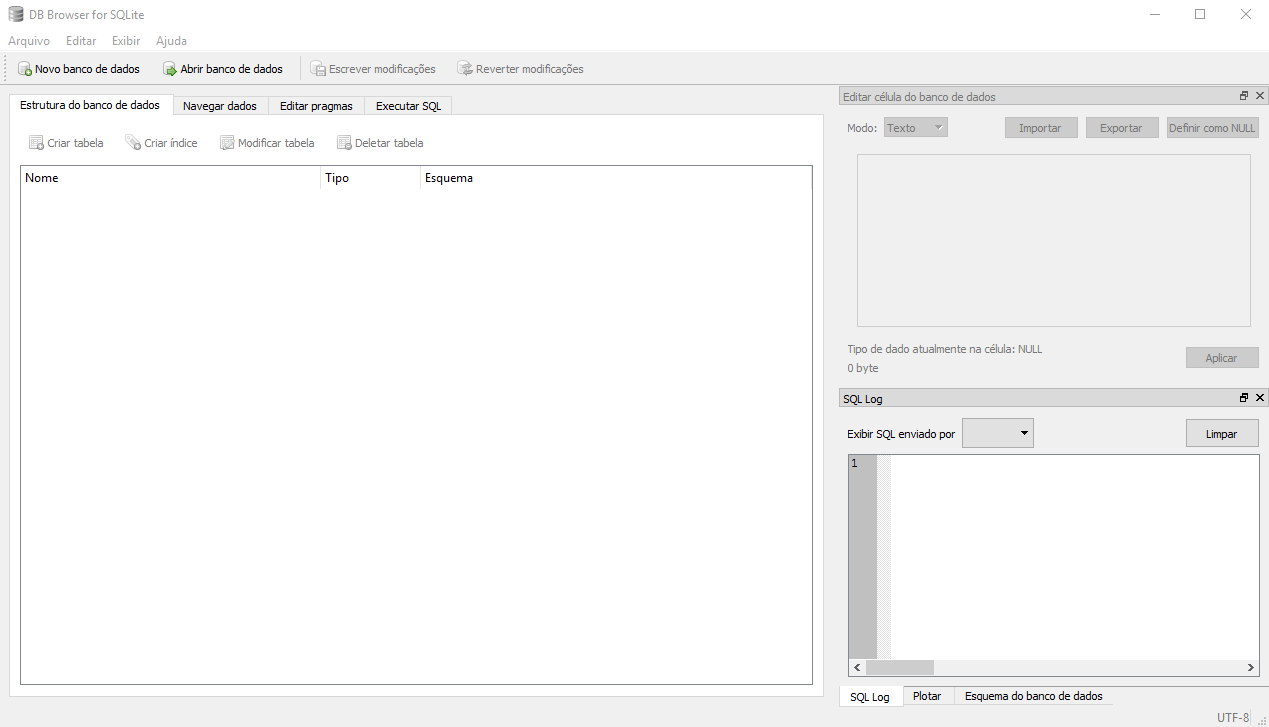 DB Browser for SQLite
Arquivo Editar Exibir Ajuda
Novo banco de dados Abrir banco de dados Escrever modificações Reverter modificações
Estrutura do banco de dados Navegar dados Editar pragmas Executar SQL
Criar tabela Criar índice Modificar tabela Deletar tabela
Nome Tipo Esquema
Editar célula do banco de dados
Modo: Texto Importar Exportar Definir como NULL
Tipo de dado atualmente na célula: NULL
0 byte
Aplicar
SQL Log
Exibir SQL enviado por Limpar
1
SQL Log Plotar Esquema do banco de dados
UTF-8